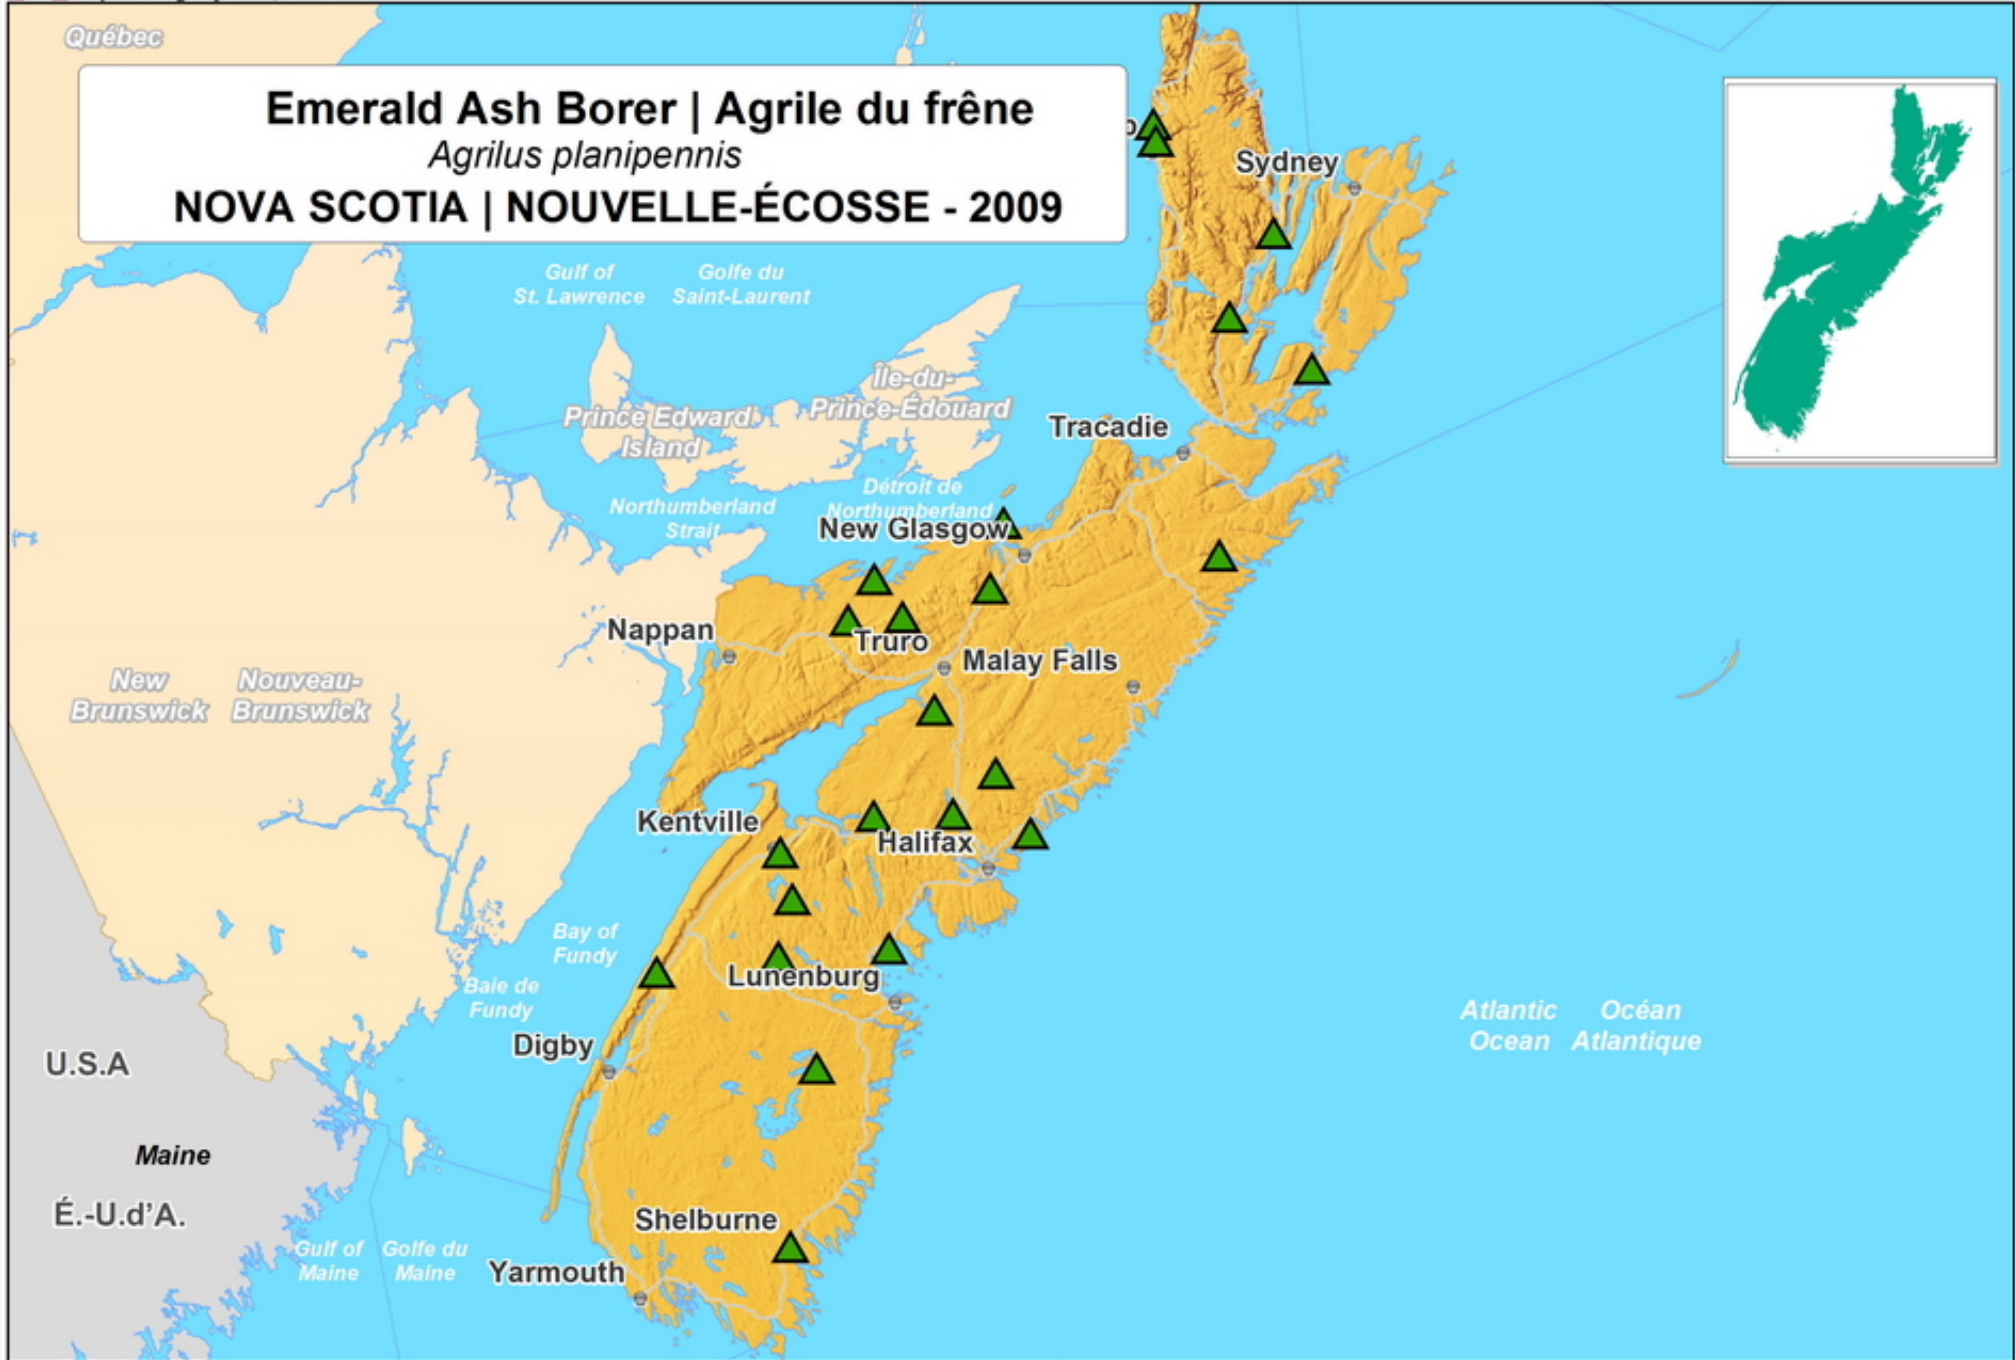 Québec
Emerald Ash Borer | Agrile du frêne
Agrilus planipennis
NOVA SCOTIA | NOUVELLE-ÉCOSSE - 2009
Sydney
Gulf of
St. Lawrence
Golfe du
Saint-Laurent
Île-du-
Prince-Édouard
Prince Edward
Island
Tracadie
Détroit de
Northumberland
Northumberland
Strait
New Glasgow
Nappan
Truro
Malay Falls
New
Brunswick
Nouveau-
Brunswick
Kentville
Halifax
Bay of
Fundy
Baie de
Fundy
Lunenburg
Digby
Atlantic
Ocean
Océan
Atlantique
U.S.A
Maine
É.-U.d'A.
Shelburne
Gulf of
Maine
Golfe du
Maine
Yarmouth